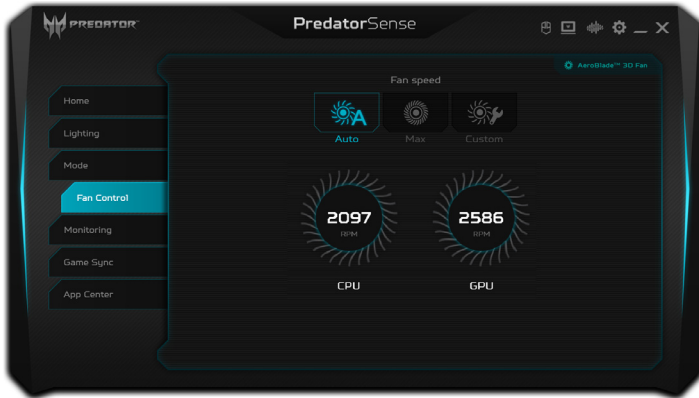 PREDATOR
PredatorSense
AeroBlade™ 3D Fan
Fan speed
Home
Lighting
Mode
Fan Control
Monitoring
Game Sync
App Center
A
Auto
Max
Custom
2097
RPM
2586
RPM
CPU
GPU